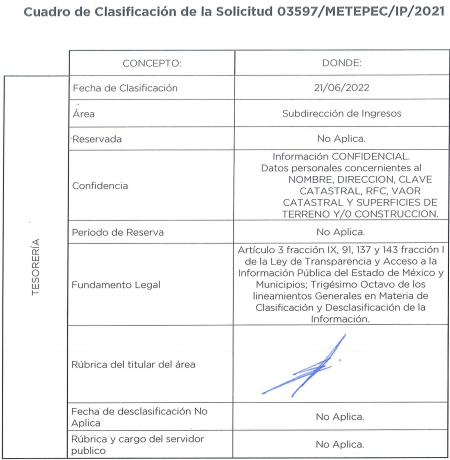 Cuadro de Clasificación de la Solicitud 03597/METEPEC/IP/2021
CONCEPTO:
DONDE:
TESORERÍA
Fecha de Clasificación
21/06/2022
Área
Subdirección de Ingresos
Reservada
No Aplica.
Confidencia
Información CONFIDENCIAL.
Datos personales concernientes al
NOMBRE, DIRECCION, CLAVE
CATASTRAL, RFC, VAOR
CATASTRAL Y SUPERFICIES DE
TERRENO Y/O CONSTRUCCION.
Período de Reserva
No Aplica.
Fundamento Legal
Artículo 3 fracción IX, 91, 137 y 143 fracción I
de la Ley de Transparencia y Acceso a la
Información Pública del Estado de México y
Municipios; Trigésimo Octavo de los
lineamientos Generales en Materia de
Clasificación y Desclasificación de la
Información.
Rúbrica del titular del área
Fecha de desclasificación No
Aplica
No Aplica.
Rúbrica y cargo del servidor
publico
No Aplica.